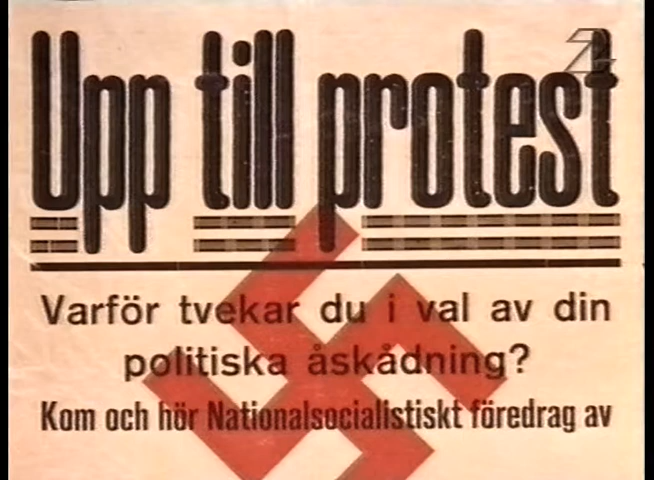 Upp till protest
Varför tvekar du i val av din
politiska åskådning?
Kom och hör Nationalsocialistiskt föredrag av